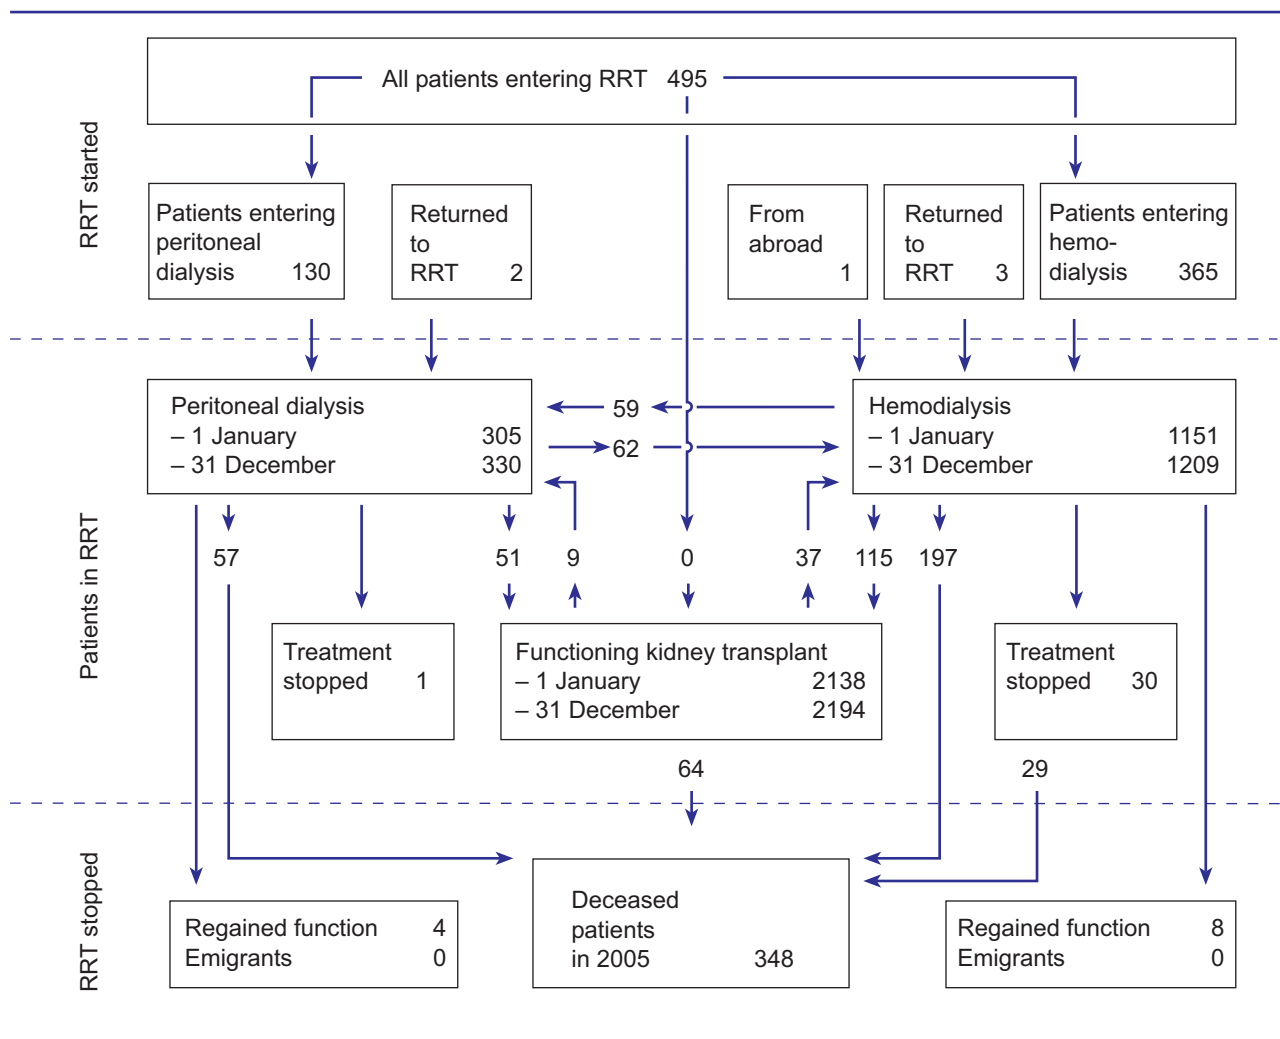 All patients entering RRT 495
RRT started
Patients entering
peritoneal
dialysis 130
Returned
to
RRT 2
From
abroad
1
Returned
to
RRT 3
Patients entering
hemo-
dialysis 365
Patients in RRT
Peritoneal dialysis
– 1 January 305
– 31 December 330
59
62
Hemodialysis
– 1 January 1151
– 31 December 1209
57
51
9
0
37
115
197
Treatment
stopped 1
Functioning kidney transplant
– 1 January 2138
– 31 December 2194
Treatment
stopped 30
64
29
RRT stopped
Regained function 4
Emigrants 0
Deceased
patients
in 2005 348
Regained function 8
Emigrants 0